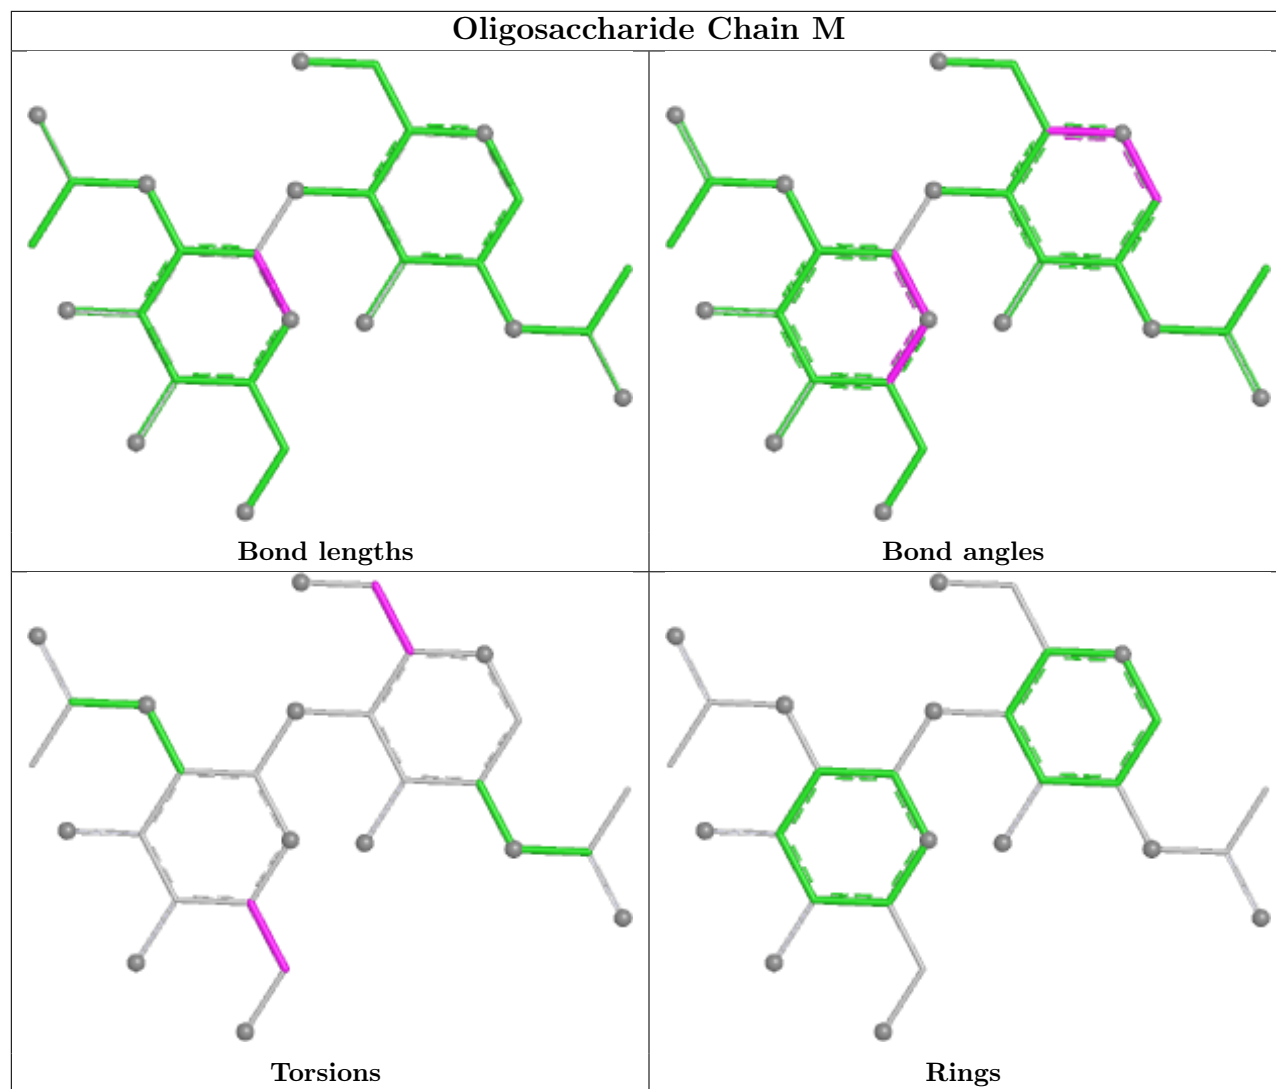 Oligosaccharide Chain M
Bond lengths
Bond angles
Torsions
Rings